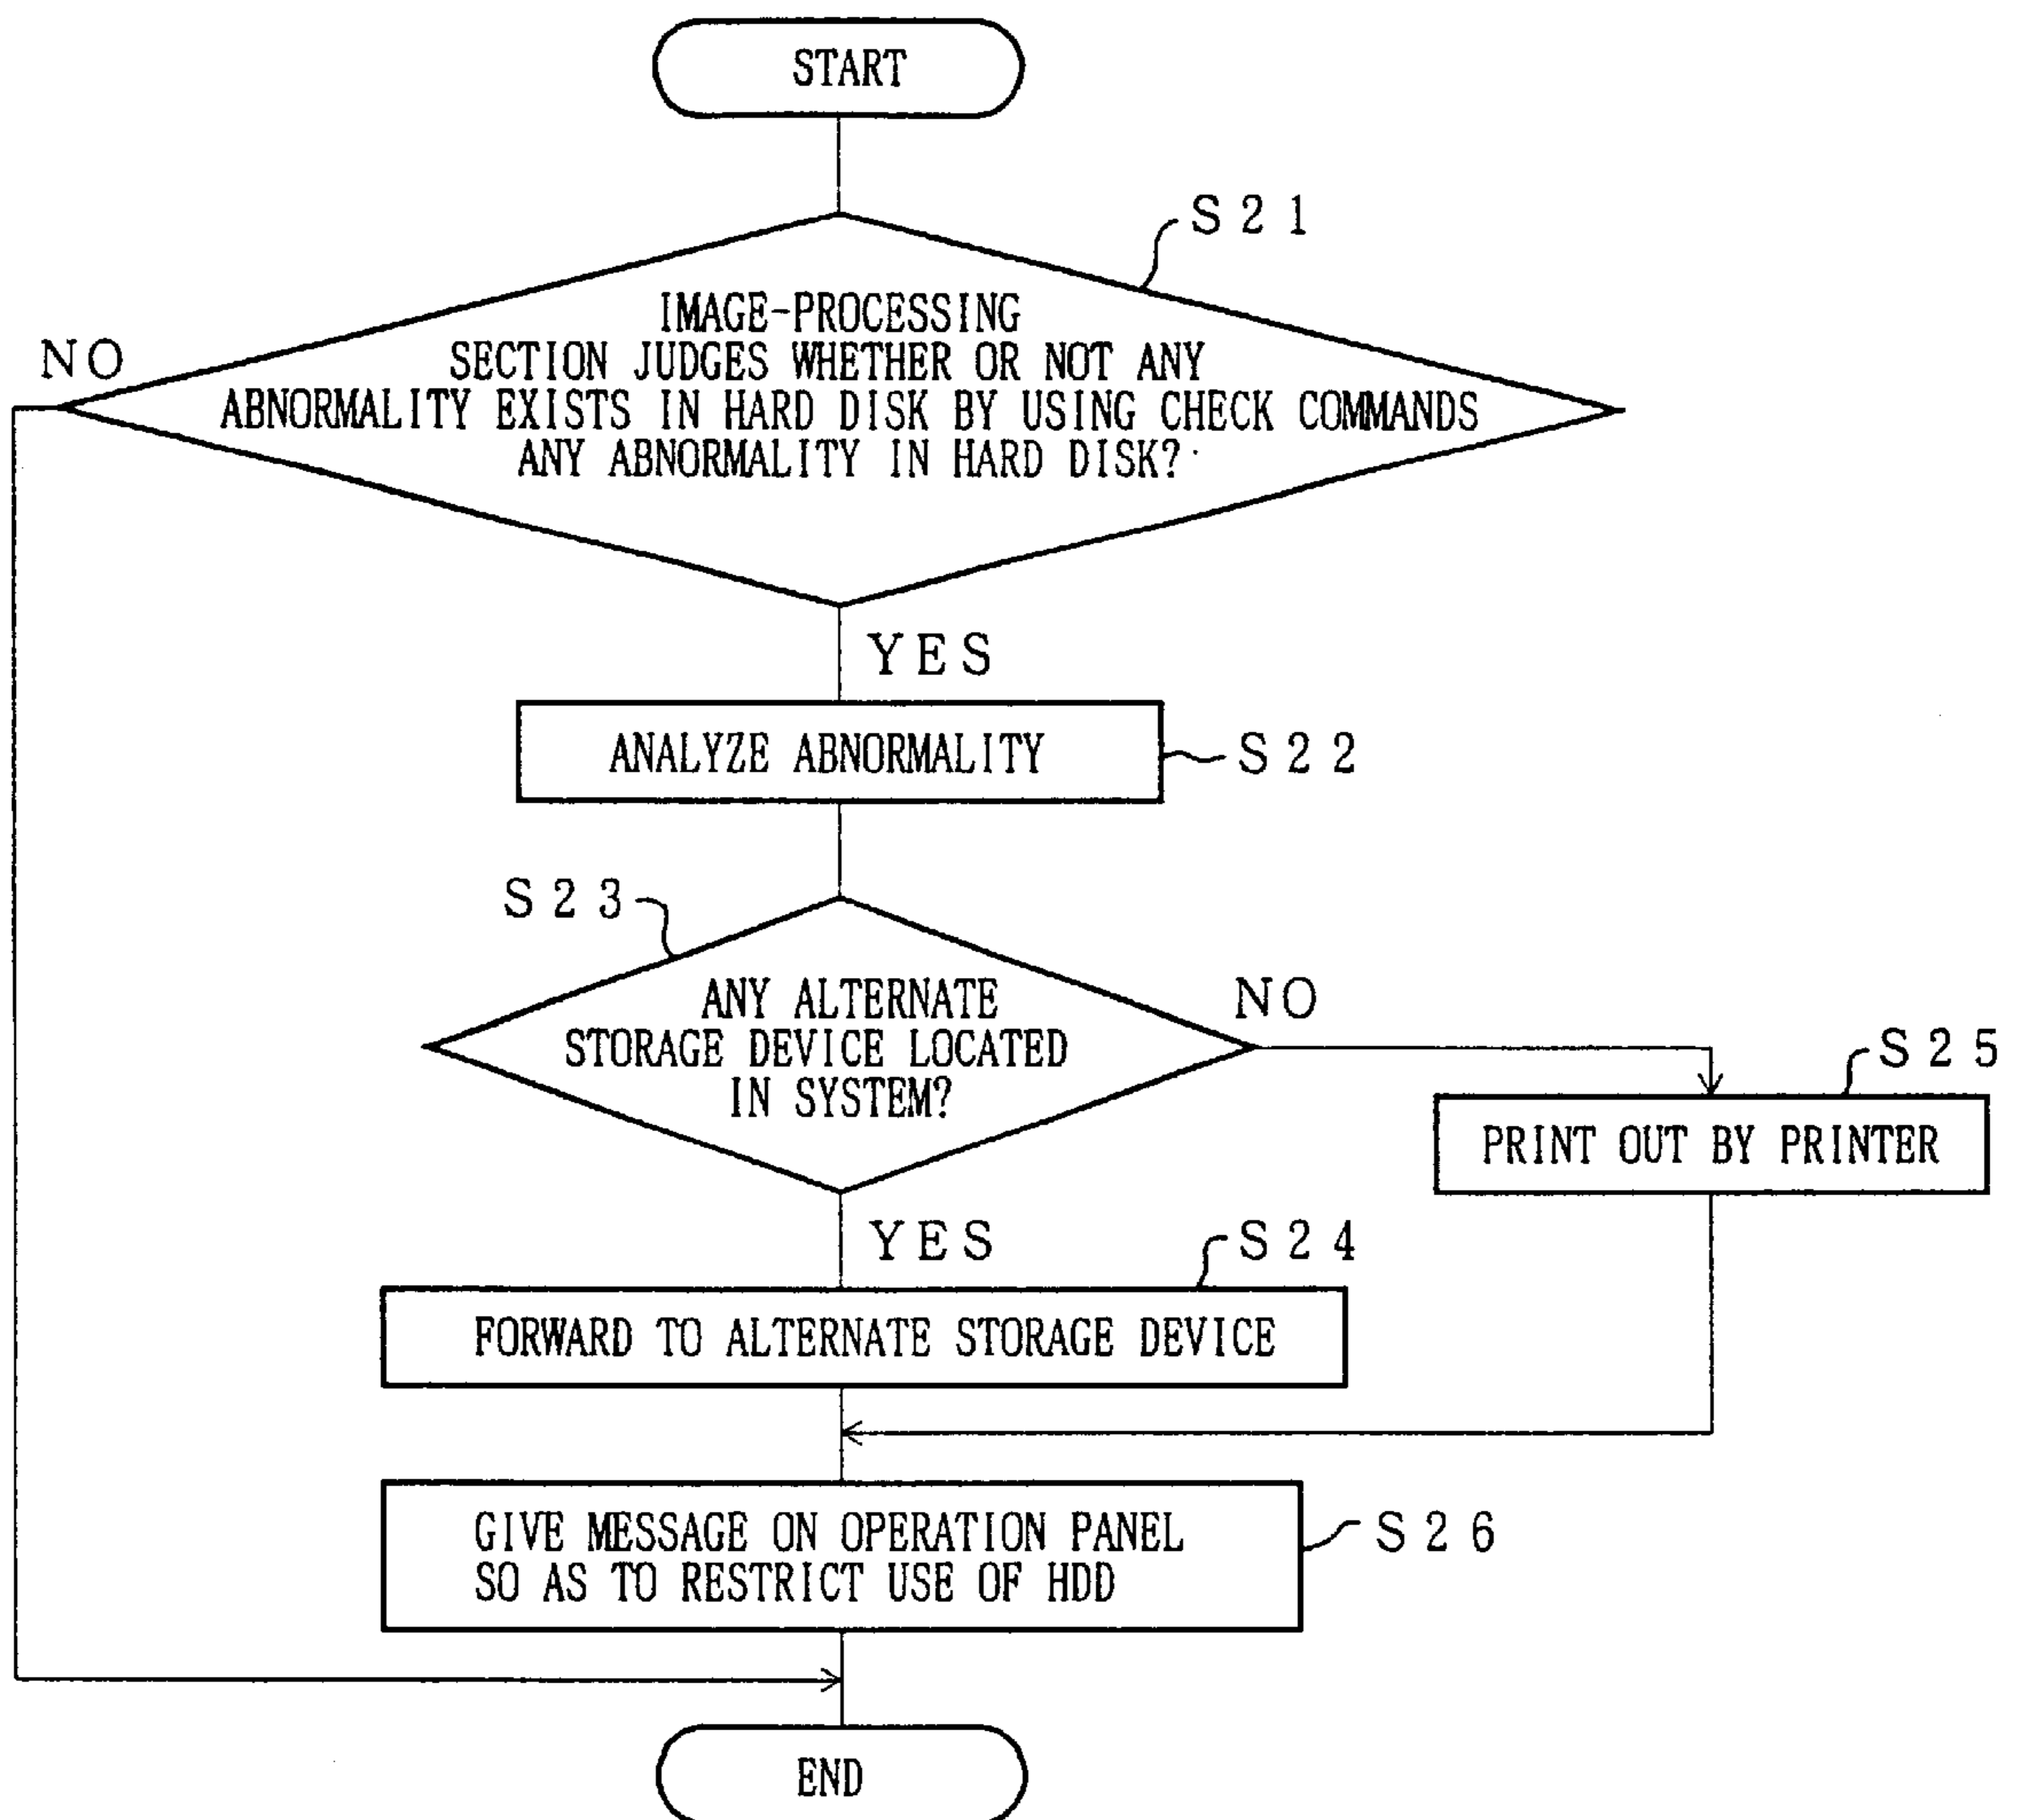 START
S21
IMAGE-PROCESSING
SECTION JUDGES WHETHER OR NOT ANY
ABNORMALITY EXISTS IN HARD DISK BY USING CHECK COMMANDS
ANY ABNORMALITY IN HARD DISK?
NO
YES
ANALYZE ABNORMALITY
S22
S23
ANY ALTERNATE
STORAGE DEVICE LOCATED
IN SYSTEM?
NO
S25
PRINT OUT BY PRINTER
YES
S24
FORWARD TO ALTERNATE STORAGE DEVICE
GIVE MESSAGE ON OPERATION PANEL
SO AS TO RESTRICT USE OF HDD
S26
END